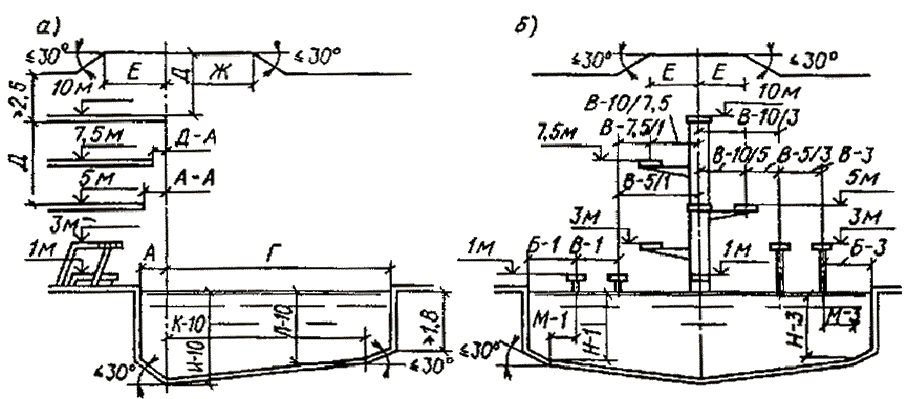 а)
≤30°
≤30°
Е
Д
Ж
≥2,6
10м
7,5м
Д-А
Д
5м
А-А
3м
1м
А
Г
К-10
И-10
Л-10
≥1,8
≤30°
≤30°
б)
≤30°
≤30°
Е
Е
В-10/7,5
10м
В-7,5/1
В-10/3
7,5м
В-10/5
В-5/3
В-3
В-5/1
5м
3м
3м
1м
Б-1
В-1
1м
Б-3
М-1
Н-1
Н-3
М-3
≤30°
≤30°